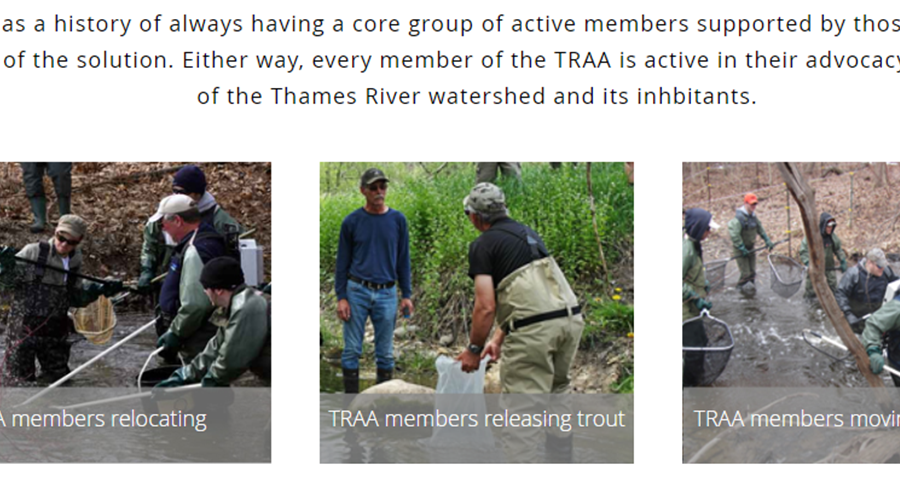 as a history of always having a core group of active members supported by thos
of the solution. Either way, every member of the TRAA is active in their advocacy
of the Thames River watershed and its inhbitants.
A members relocating
TRAA members releasing trout
TRAA members movin